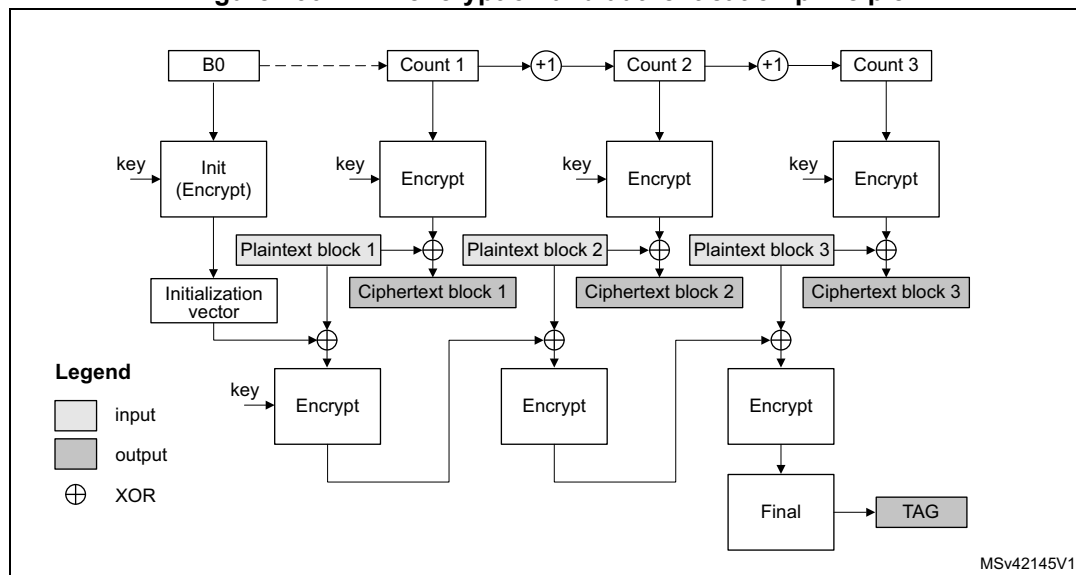 B0
Count 1
+1
Count 2
+1
Count 3
key
Init
(Encrypt)
key
Encrypt
key
Encrypt
key
Encrypt
Plaintext block 1
Plaintext block 2
Plaintext block 3
Ciphertext block 1
Ciphertext block 2
Ciphertext block 3
Initialization
vector
Legend
input
output
XOR
key
Encrypt
Encrypt
Encrypt
Final
TAG
MSv42145V1